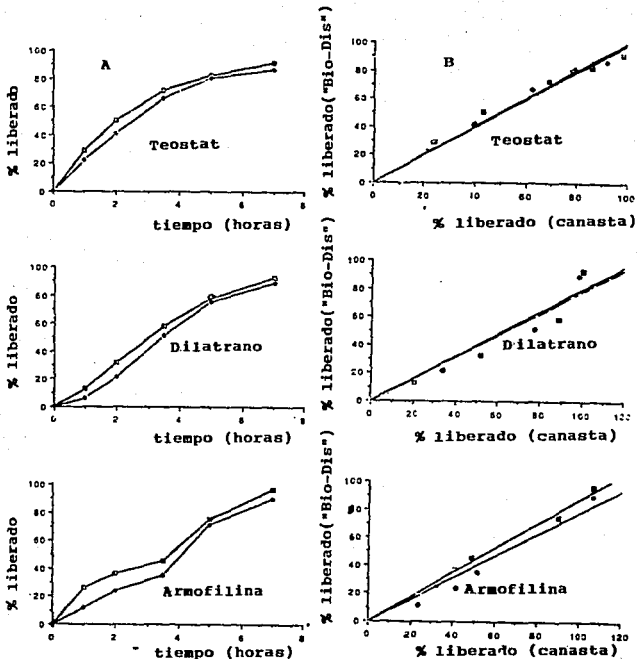 A
% liberado
100
80
60
40
20
0
Teostat
0 2 4 6 8
tiempo (horas)
B
% liberado("Bio-Dis")
100
80
60
40
20
0
Teostat
0 20 40 60 80 100
% liberado (canasta)
% liberado
100
80
60
40
20
0
Dilatrano
0 2 4 6 8
tiempo (horas)
% liberado("Bio-Dis")
100
80
60
40
20
0
Dilatrano
0 20 40 60 80 100 120
% liberado (canasta)
% liberado
100
80
60
40
20
0
Armofilina
0 2 4 6 8
tiempo (horas)
% liberado("Bio-Dis")
100
80
60
40
20
0
Armofilina
0 20 40 60 80 100 120
% liberado (canasta)